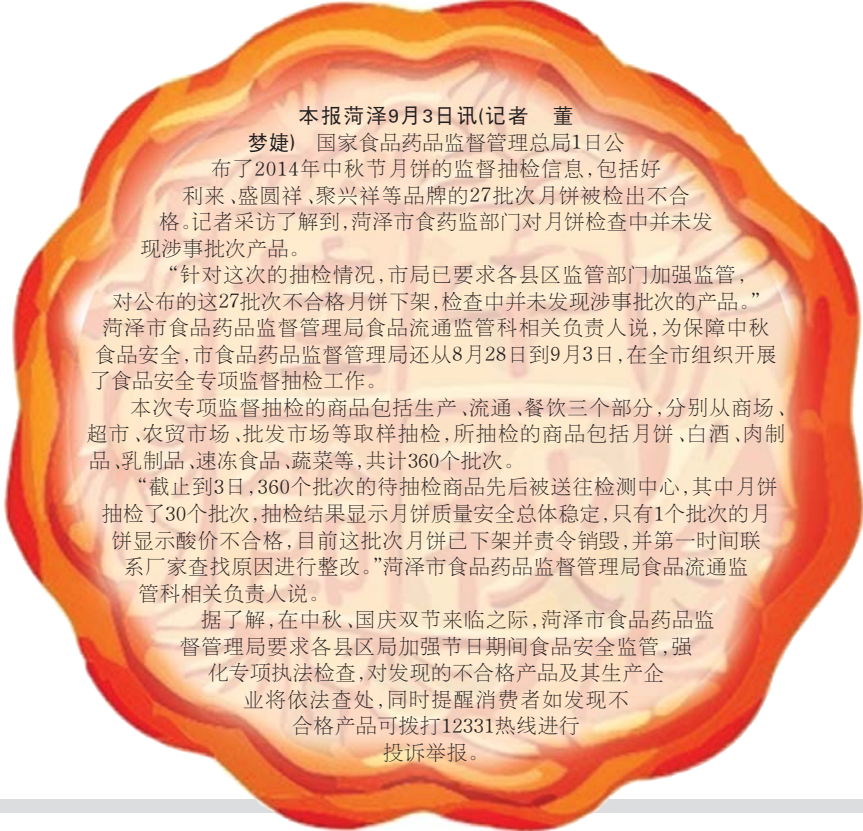 本报菏泽9月3日讯(记者　董
梦婕)　国家食品药品监督管理总局1日公
布了2014年中秋节月饼的监督抽检信息,包括好
利来、盛圆祥、聚兴祥等品牌的27批次月饼被检出不合
格。记者采访了解到,菏泽市食药监部门对月饼检查中并未发
现涉事批次产品。
“针对这次的抽检情况,市局已要求各县区监管部门加强监管,
对公布的这27批次不合格月饼下架,检查中并未发现涉事批次的产品。”
菏泽市食品药品监督管理局食品流通监管科相关负责人说,为保障中秋
食品安全,市食品药品监督管理局还从8月28日到9月3日,在全市组织开展
了食品安全专项监督抽检工作。
本次专项监督抽检的商品包括生产、流通、餐饮三个部分,分别从商场、
超市、农贸市场、批发市场等取样抽检,所抽检的商品包括月饼、白酒、肉制
品、乳制品、速冻食品、蔬菜等,共计360个批次。
“截止到3日,360个批次的待抽检商品先后被送往检测中心,其中月饼
抽检了30个批次,抽检结果显示月饼质量安全总体稳定,只有1个批次的月
饼显示酸价不合格,目前这批次月饼已下架并责令销毁,并第一时间联
系厂家查找原因进行整改。”菏泽市食品药品监督管理局食品流通监
管科相关负责人说。
据了解,在中秋、国庆双节来临之际,菏泽市食品药品监
督管理局要求各县区局加强节日期间食品安全监管,强
化专项执法检查,对发现的不合格产品及其生产企
业将依法查处,同时提醒消费者如发现不
合格产品可拨打12331热线进行
投诉举报。